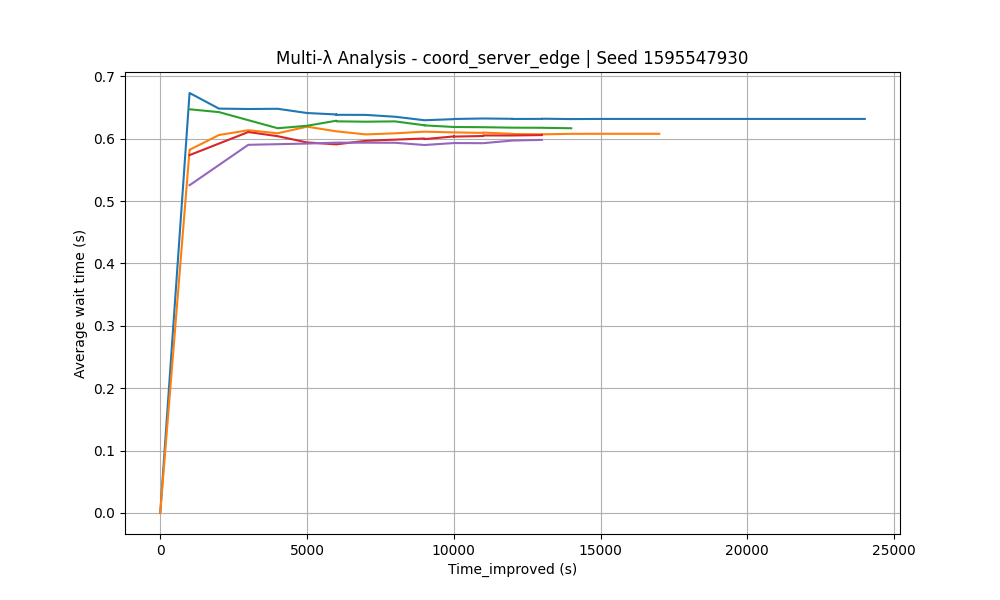 Multi-λ Analysis - coord_server_edge | Seed 1595547930
0.7
0.6
0.5
0.4
0.3
0.2
0.1
0.0
Average wait time (s)
0 5000 10000 15000 20000 25000
Time_improved (s)